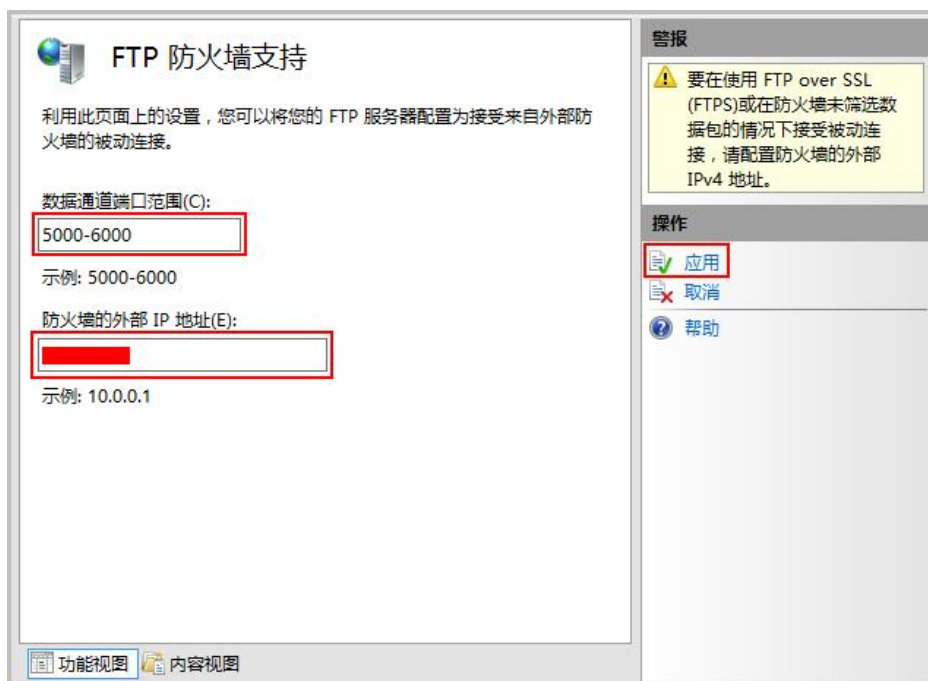 FTP 防火墙支持
利用此页面上的设置，您可以将您的 FTP 服务器配置为接受来自外部防
火墙的被动连接。
数据通道端口范围(C):
5000-6000
示例: 5000-6000
防火墙的外部 IP 地址(E):
示例: 10.0.0.1
功能视图
内容视图
警报
要在使用 FTP over SSL
(FTPS)或在防火墙未筛选数
据包的情况下接受被动连
接，请配置防火墙的外部
IPv4 地址。
操作
应用
取消
帮助